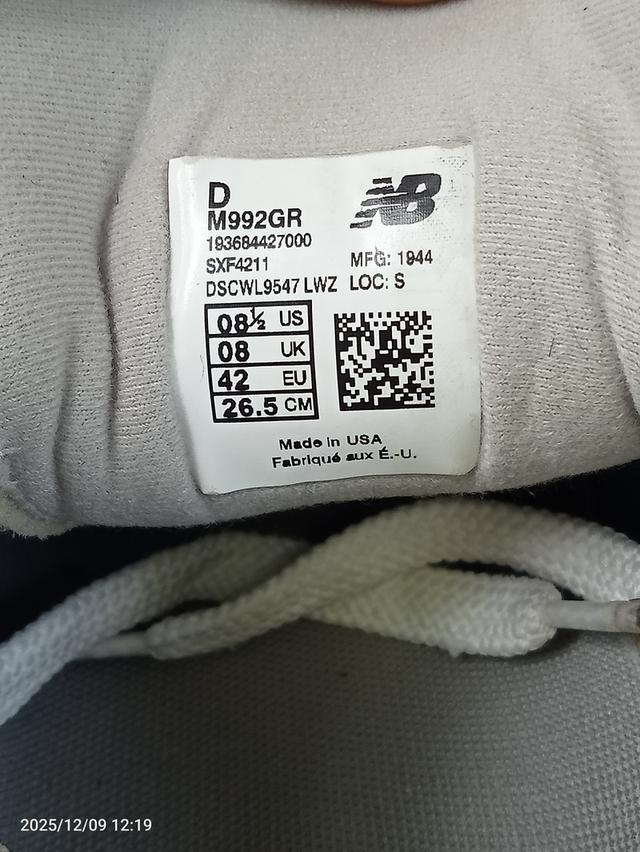 D
M992GR
193684427000
SXF4211
MFG: 1944
DSCWL9547 LWZ LOC: S
08½ US
08 UK
42 EU
26.5 CM
NB
Made in USA
Fabriqué aux É.-U.
2025/12/09 12:19